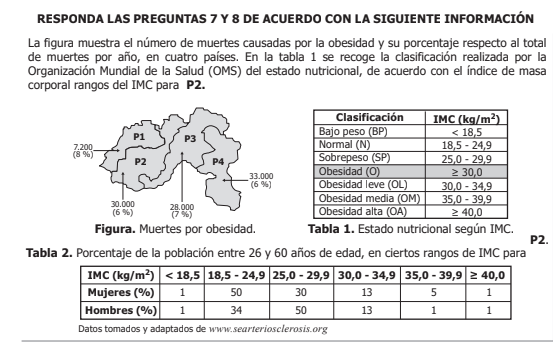 RESPONDA LAS PREGUNTAS 7 Y 8 DE ACUERDO CON LA SIGUIENTE INFORMACIÓN
La figura muestra el número de muertes causadas por la obesidad y su porcentaje respecto al total
de muertes por año, en cuatro países. En la tabla 1 se recoge la clasificación realizada por la
Organización Mundial de la Salud (OMS) del estado nutricional, de acuerdo con el índice de masa
corporal rangos del IMC para P2.
P1
P2
P3
P4
7.200
(8 %)
30.000
(6 %)
28.000
(7 %)
33.000
(6 %)
Figura. Muertes por obesidad.
Clasificación IMC (kg/m²)
Bajo peso (BP) < 18,5
Normal (N) 18,5 - 24,9
Sobrepeso (SP) 25,0 - 29,9
Obesidad (O) ≥ 30,0
Obesidad leve (OL) 30,0 - 34,9
Obesidad media (OM) 35,0 - 39,9
Obesidad alta (OA) ≥ 40,0
Tabla 1. Estado nutricional según IMC.
P2.
Tabla 2. Porcentaje de la población entre 26 y 60 años de edad, en ciertos rangos de IMC para
IMC (kg/m²) < 18,5 18,5 - 24,9 25,0 - 29,9 30,0 - 34,9 35,0 - 39,9 ≥ 40,0
Mujeres (%) 1 50 30 13 5 1
Hombres (%) 1 34 50 13 1 1
Datos tomados y adaptados de www.searteriosclerosis.org